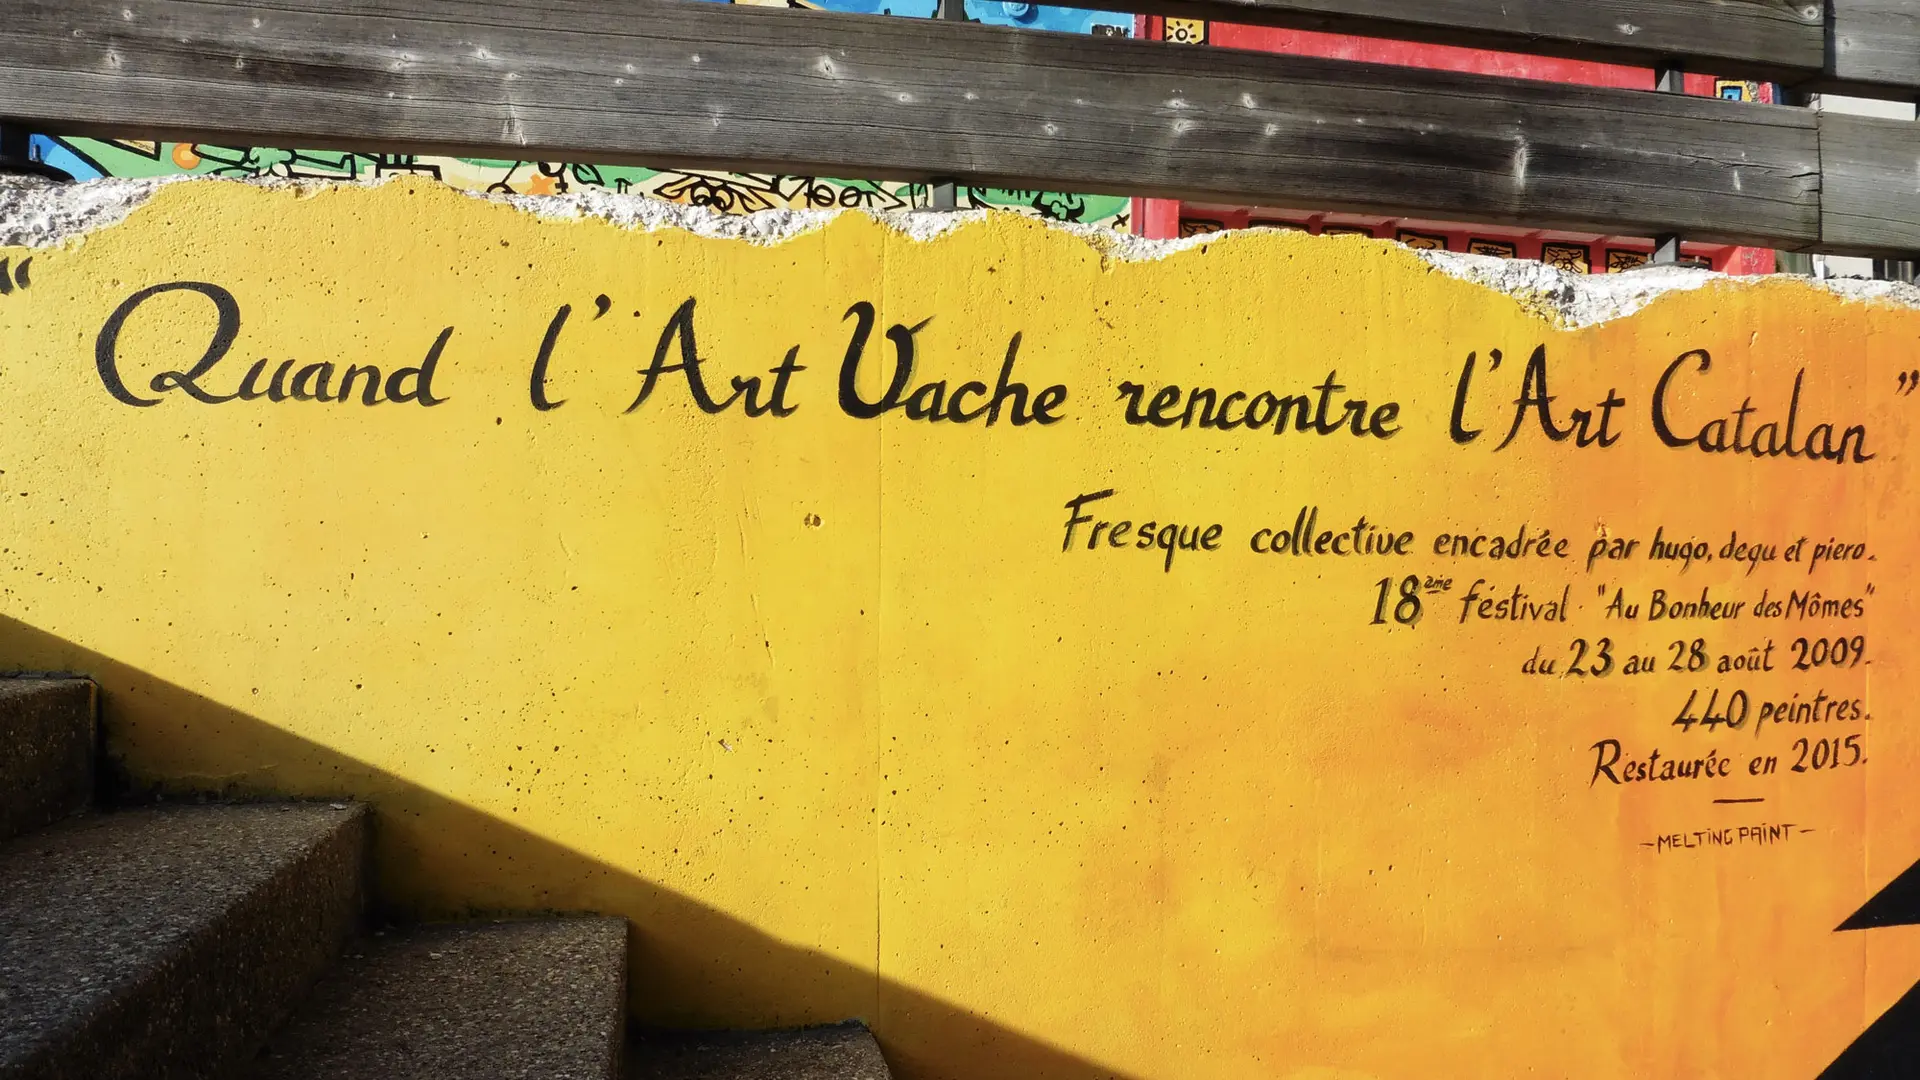 “Quand l'Art Vache rencontre l'Art Catalan”
Fresque collective encadrée par hugo, degu et piero.
18ème festival "Au Bonheur des Mômes"
du 23 au 28 août 2009.
440 peintres.
Restaurée en 2015.
- MELTING PAINT -